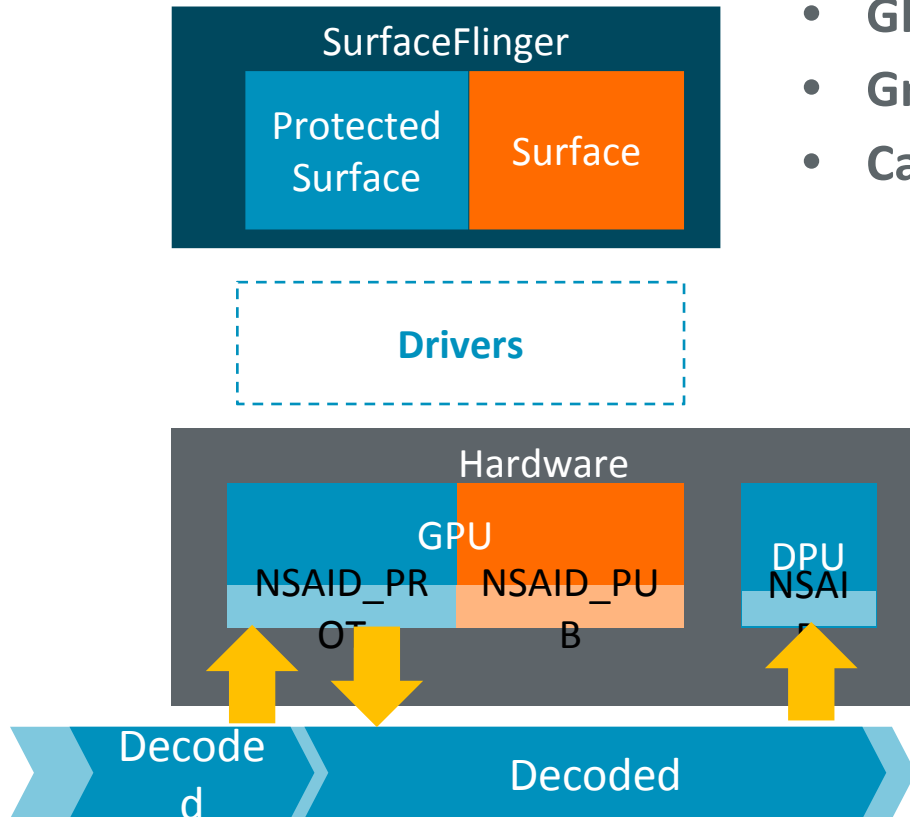 SurfaceFlinger
Protected
Surface
Surface
Drivers
Hardware
GPU
NSAID_PR
OT
NSAID_PU
B
DPU
NSAI
Decode
d
Decoded